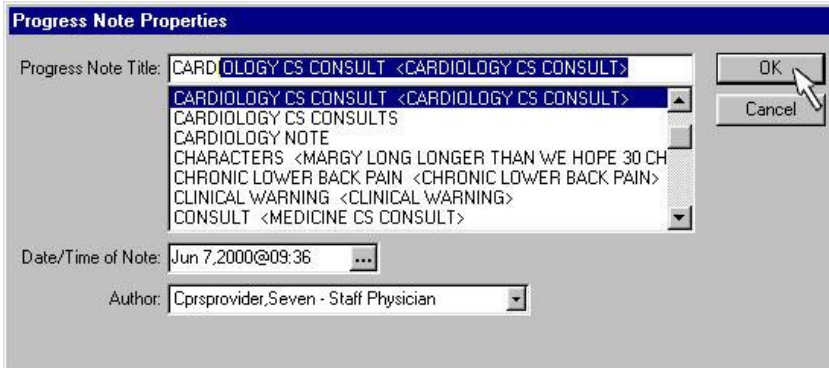 Progress Note Properties
Progress Note Title: CARDIOLOGY CS CONSULT <CARDIOLOGY CS CONSULT>
OK
CARDIOLOGY CS CONSULT <CARDIOLOGY CS CONSULT>
Cancel
CARDIOLOGY CS CONSULTS
CARDIOLOGY NOTE
CHARACTERS <MARGY LONG LONGER THAN WE HOPE 30 CH
CHRONIC LOWER BACK PAIN <CHRONIC LOWER BACK PAIN>
CLINICAL WARNING <CLINICAL WARNING>
CONSULT <MEDICINE CS CONSULT>
Date/Time of Note: Jun 7,2000@09:36 ...
Author: Cprsprovider,Seven - Staff Physician